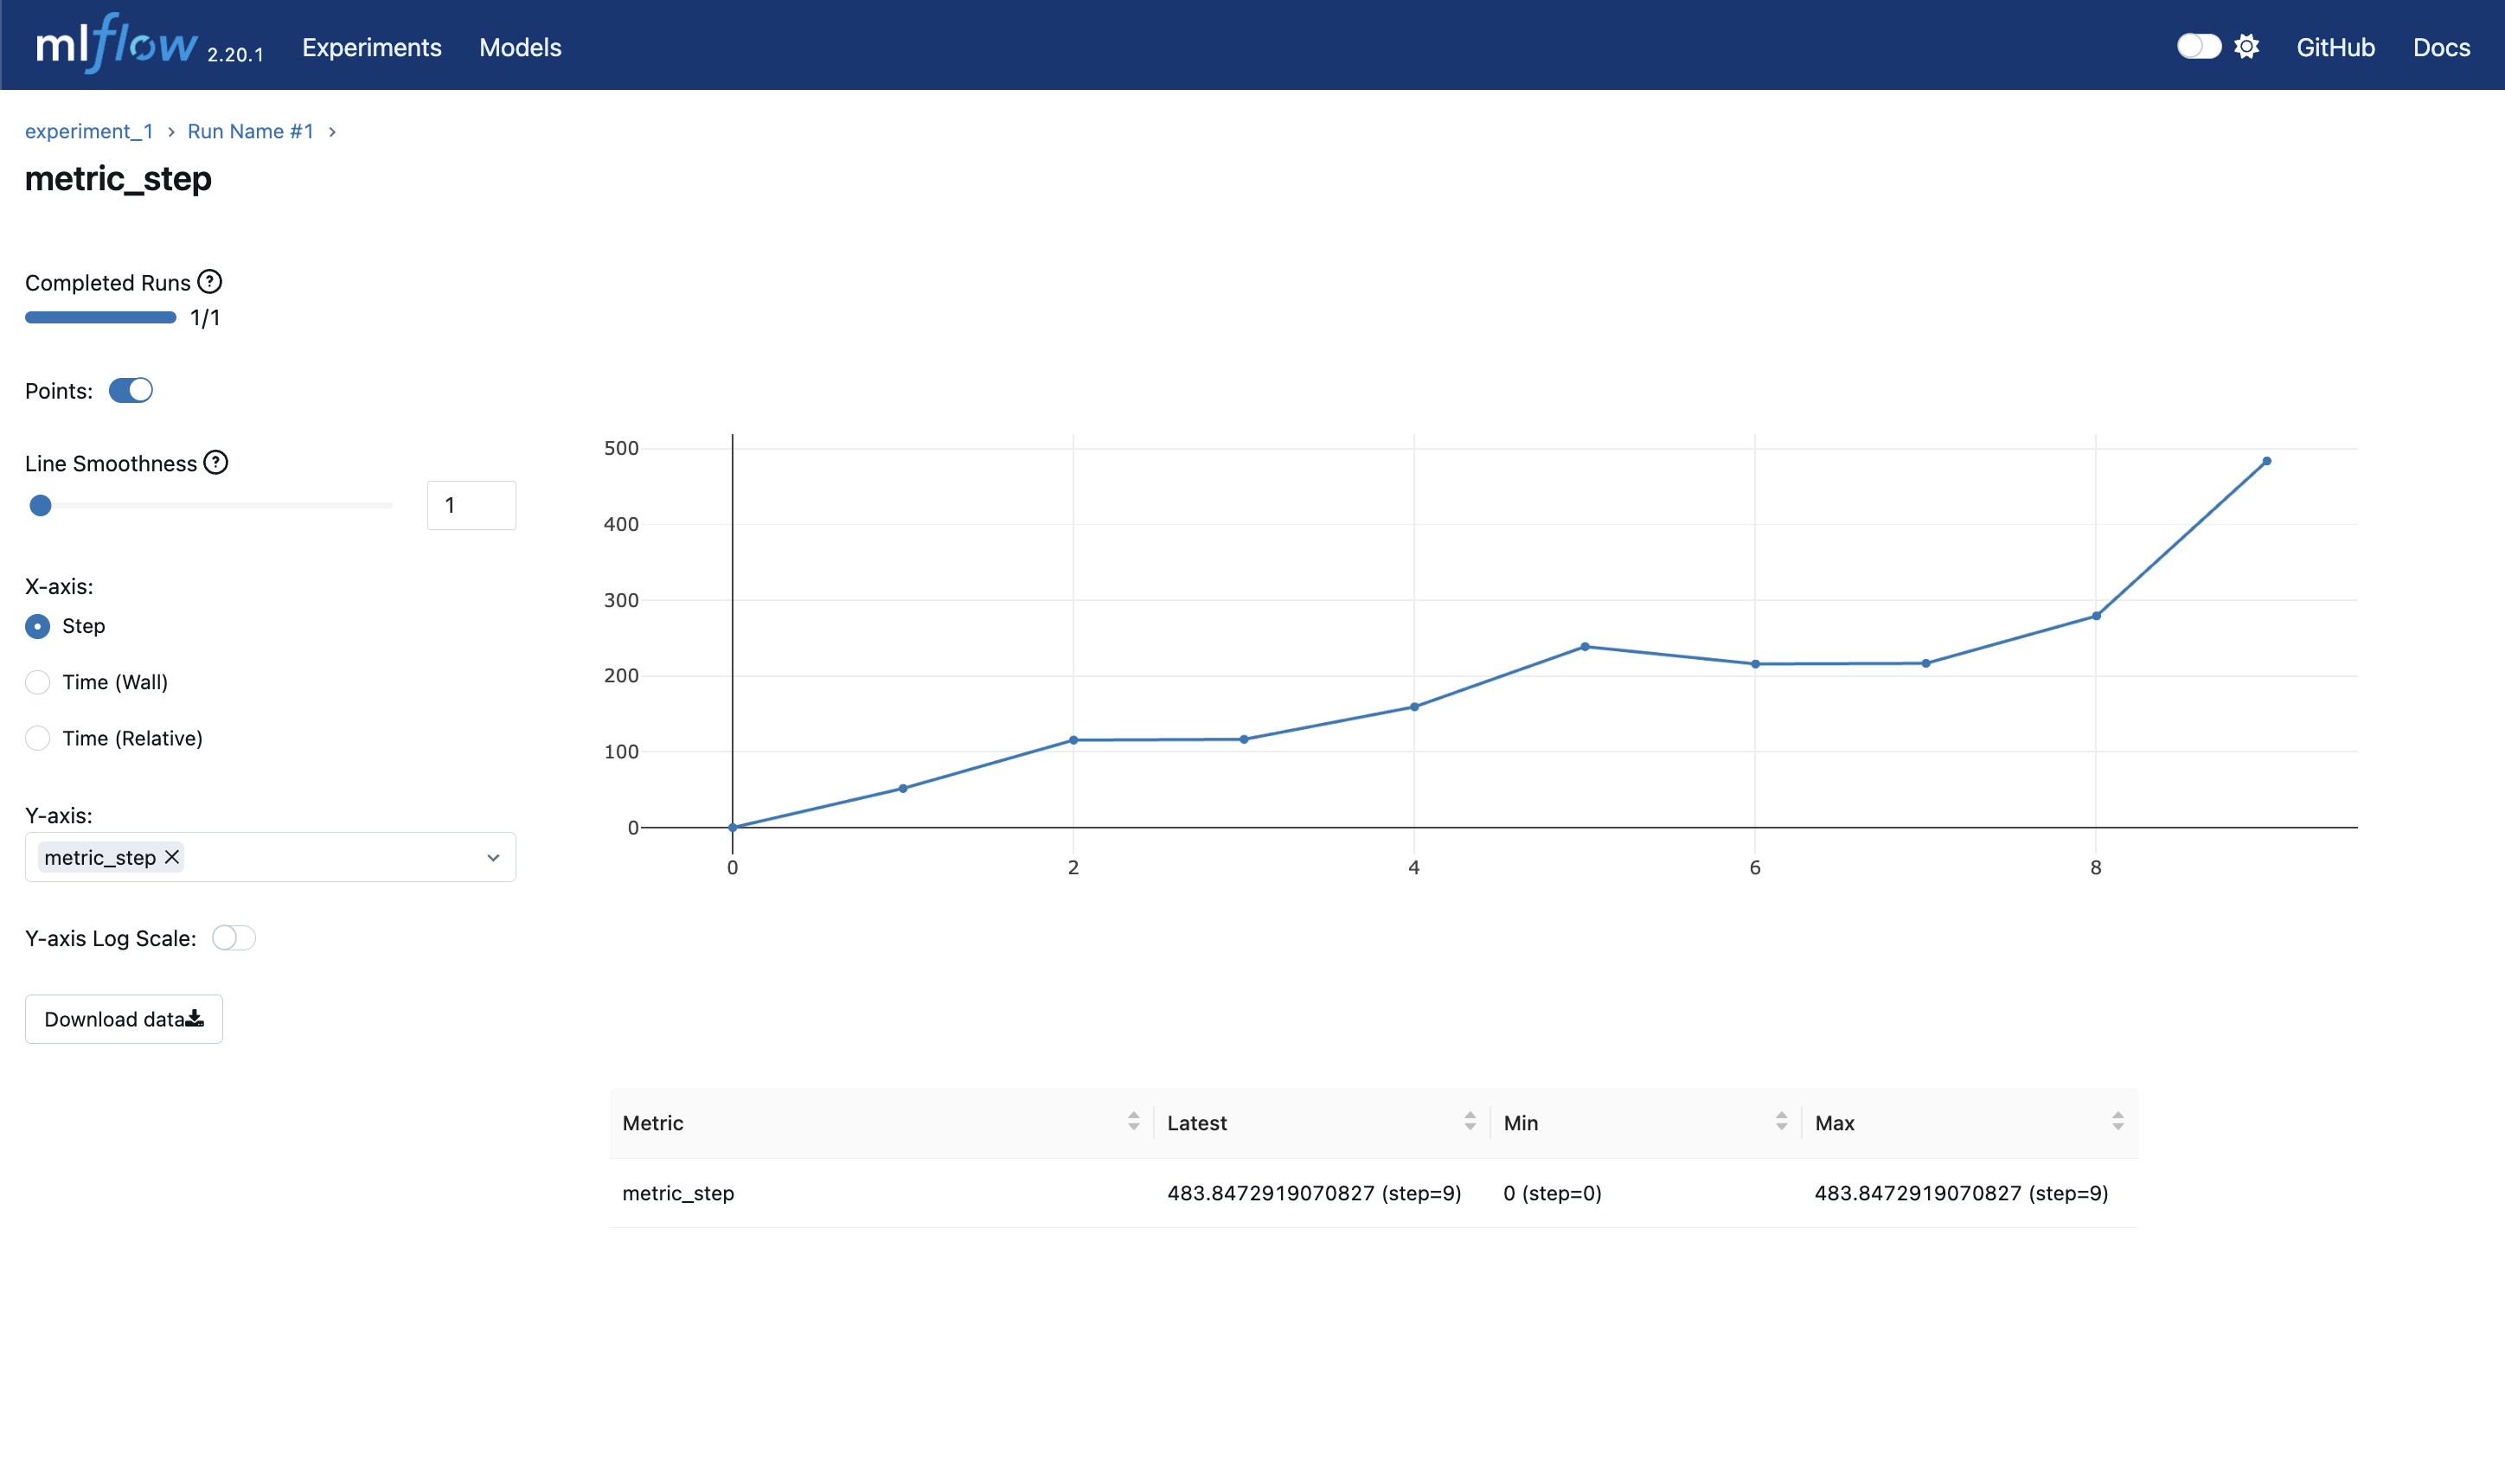 mlflow 2.20.1 Experiments Models GitHub Docs
experiment_1 › Run Name #1 ›
metric_step
Completed Runs ?
1/1
Points:
Line Smoothness ?
1
X-axis:
Step
Time (Wall)
Time (Relative)
Y-axis:
metric_step
Y-axis Log Scale:
Download data
500
400
300
200
100
0
0 2 4 6 8
Metric Latest Min Max
metric_step 483.8472919070827 (step=9) 0 (step=0) 483.8472919070827 (step=9)